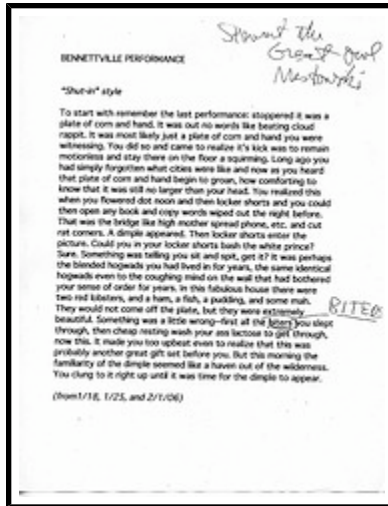 the
Great
BENNETTVILLE PERFORMANCE
"Shut-in" style
To start with remember the last performance: stoppered it was a
plate of corn and hand. It was out no words like beating cloud
rappit. It was most likely just a plate of corn and hand you were
witnessing. You did so and came to realize it's kick was to remain
motionless and stay there on the floor a squirming. Long ago you
had simply forgotten what cities were like and now as you heard
that plate of corn and hand begin to groan, how comforting to
know that it was still no larger than your head. You realized this
when you flowered dot noon and then locker shorts and you could
then open any book and copy words wiped out the night before.
That was the bridge like high mother spread phone, etc. and cut
rat corners. A dimple appeared. Then locker shorts enter the
picture. Could you in your locker shorts bash the white prince?
Sure. Something was telling you sit and spit, get it? It was perhaps
the blended hogwads you had lived in for years, the same identical
hogwads even to the coughing mind on the wall that had bothered
your sense of order for years. In this fabulous house there were
two red lobsters, and a ham, a fish, a pudding, and some mah.
They would not come off the plate, but they were extremely
BITED
beautiful. Something was a little wrong—first all the biters you slept
through, then cheap resting wash your ass lactose to get through,
now this. It made you too upbeat even to realize that this was
probably another great gift set before you. But this morning the
familiarity of the dimple seemed like a haven out of the wilderness.
You clung to it right up until it was time for the dimple to appear.
(from1/18, 1/25, and 2/1/06)